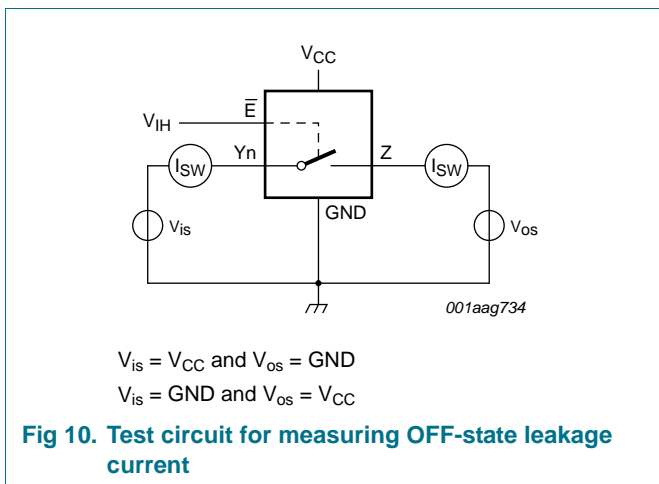 VCC
E̅
VIH
Yn
Z
ISW
ISW
GND
Vis
Vos
001aag734
Vis = VCC and Vos = GND
Vis = GND and Vos = VCC
Fig 10. Test circuit for measuring OFF-state leakage
current